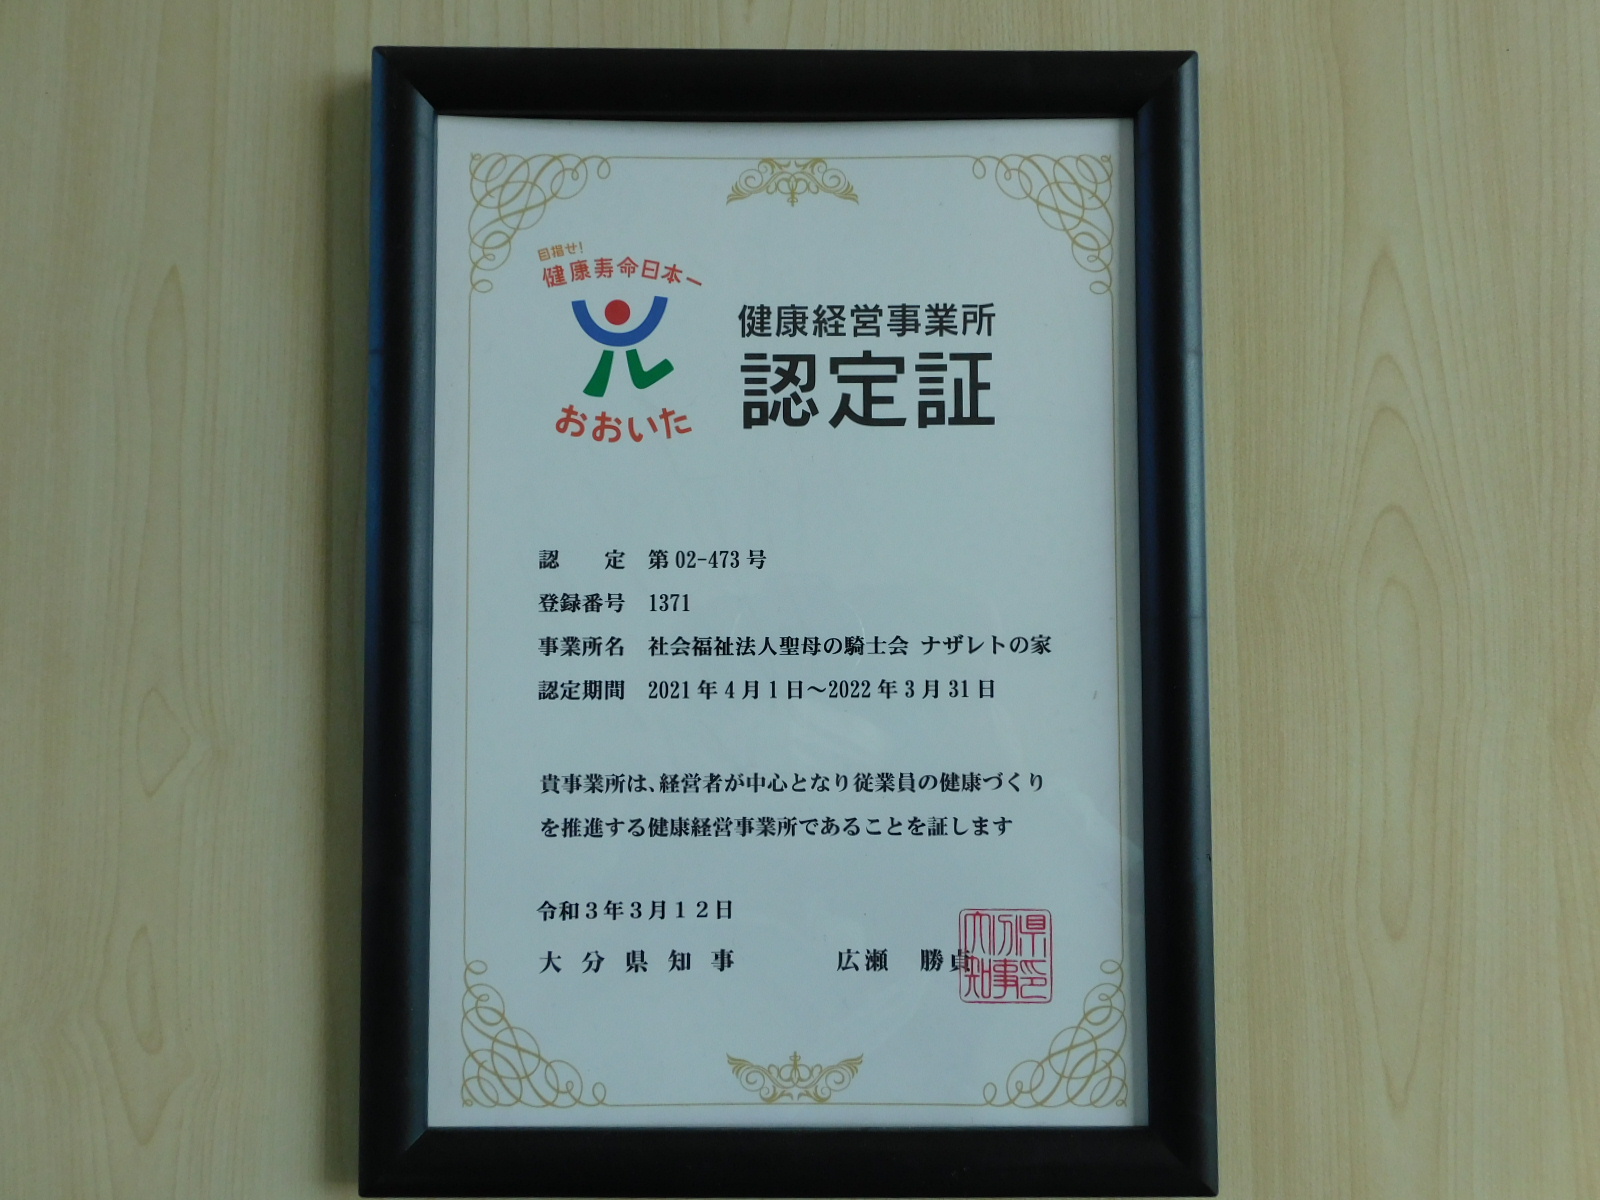 目指せ!
健康寿命日本一
おおいた
健康経営事業所
認定証
認　定　第02-473号
登録番号　1371
事業所名　社会福祉法人聖母の騎士会 ナザレトの家
認定期間　2021年4月1日～2022年3月31日
貴事業所は、経営者が中心となり従業員の健康づくり
を推進する健康経営事業所であることを証します
令和3年3月12日
大分県知事　広瀬　勝貞
大分県
知事印